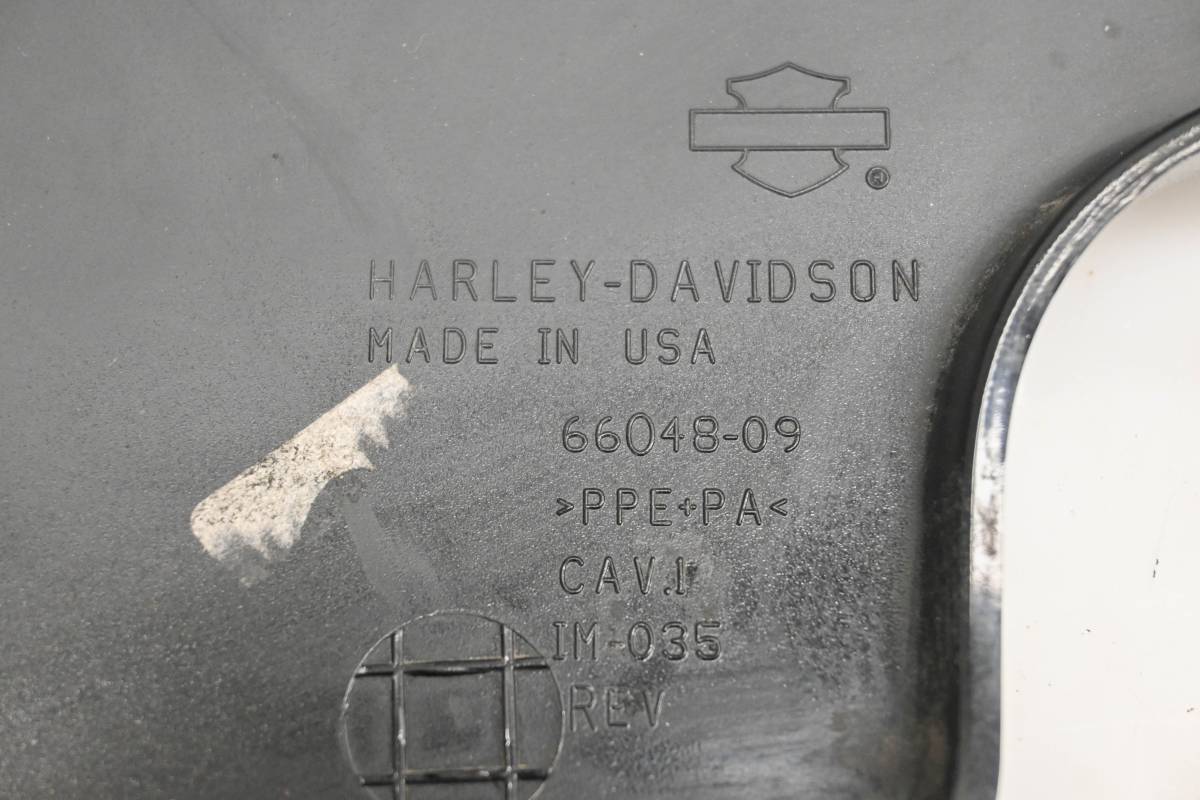 HARLEY-DAVIDSON
MADE IN USA
66048-09
>PPE+PA<
CAV.1
IM-035
REV